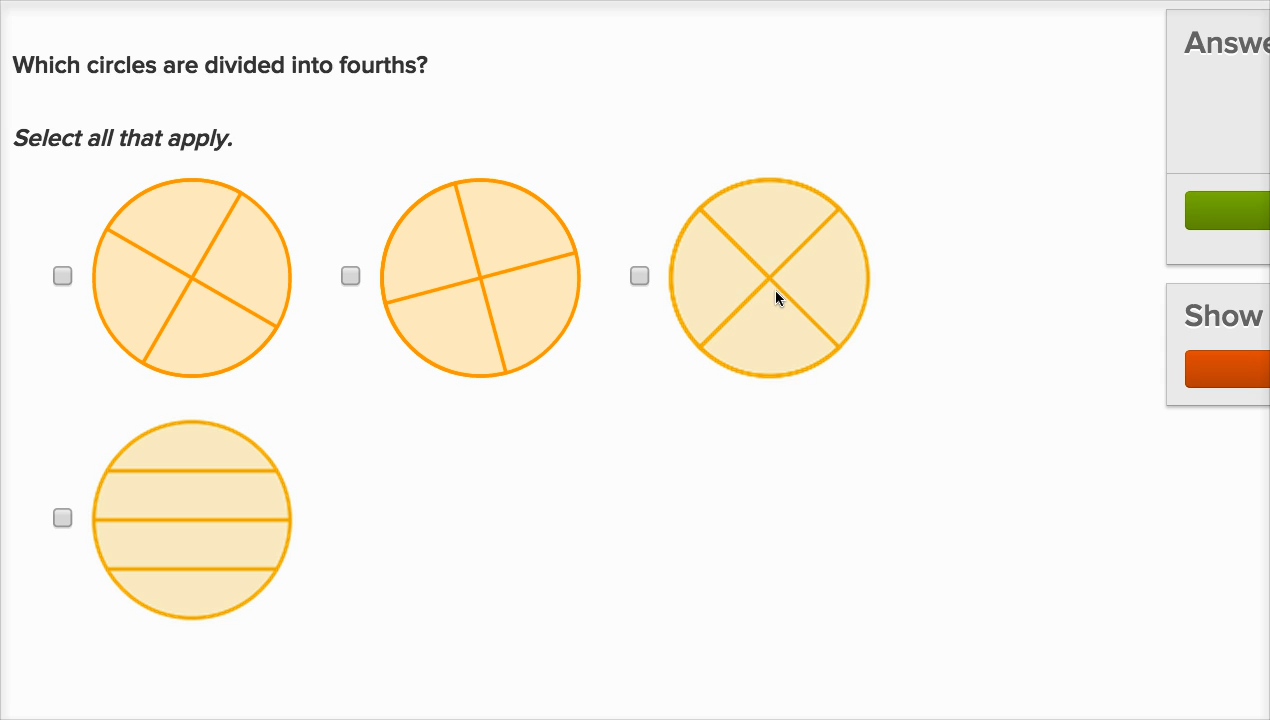 Which circles are divided into fourths?
Select all that apply.
Answe
Show